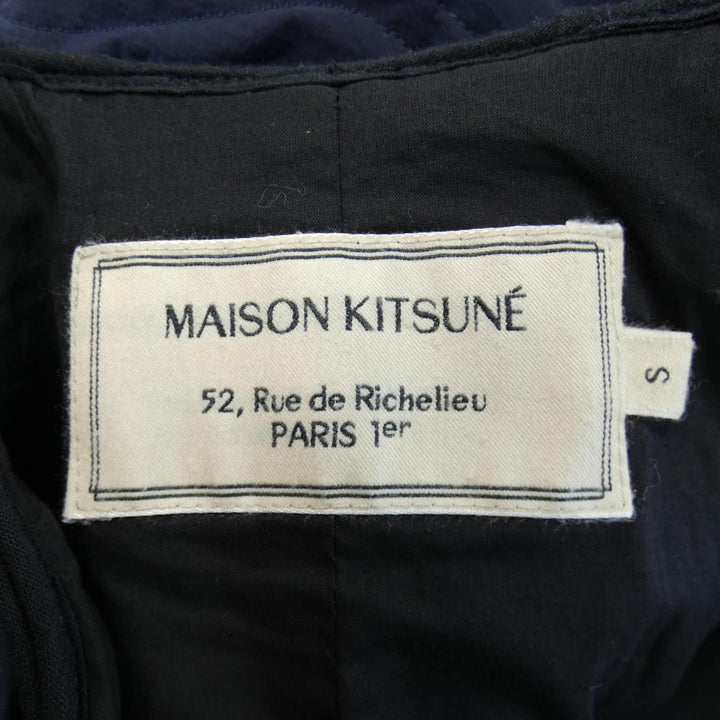 MAISON KITSUNÉ
52, Rue de Richelieu
PARIS 1er
S